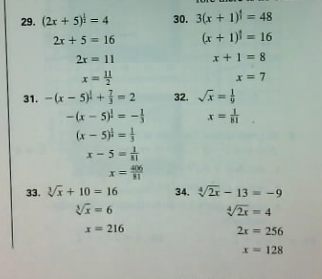 29. (2x + 5)^{1/2} = 4
2x + 5 = 16
2x = 11
x = 11/2
30. 3(x + 1)^{4/3} = 48
(x + 1)^{4/3} = 16
x + 1 = 8
x = 7
31. −(x − 5)^{1/4} + 7/3 = 2
−(x − 5)^{1/4} = −1/3
(x − 5)^{1/4} = 1/3
x − 5 = 1/81
x = 406/81
32. √x = 1/9
x = 1/81
33. ∛x + 10 = 16
∛x = 6
x = 216
34. ∜2x − 13 = −9
∜2x = 4
2x = 256
x = 128